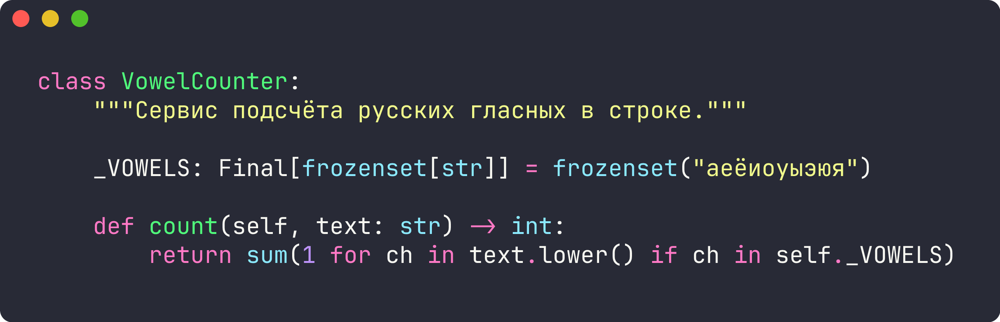 class VowelCounter:
    """Сервис подсчёта русских гласных в строке."""
    _VOWELS: Final[frozenset[str]] = frozenset("аеёиоуыэюя")
    def count(self, text: str) -> int:
        return sum(1 for ch in text.lower() if ch in self._VOWELS)